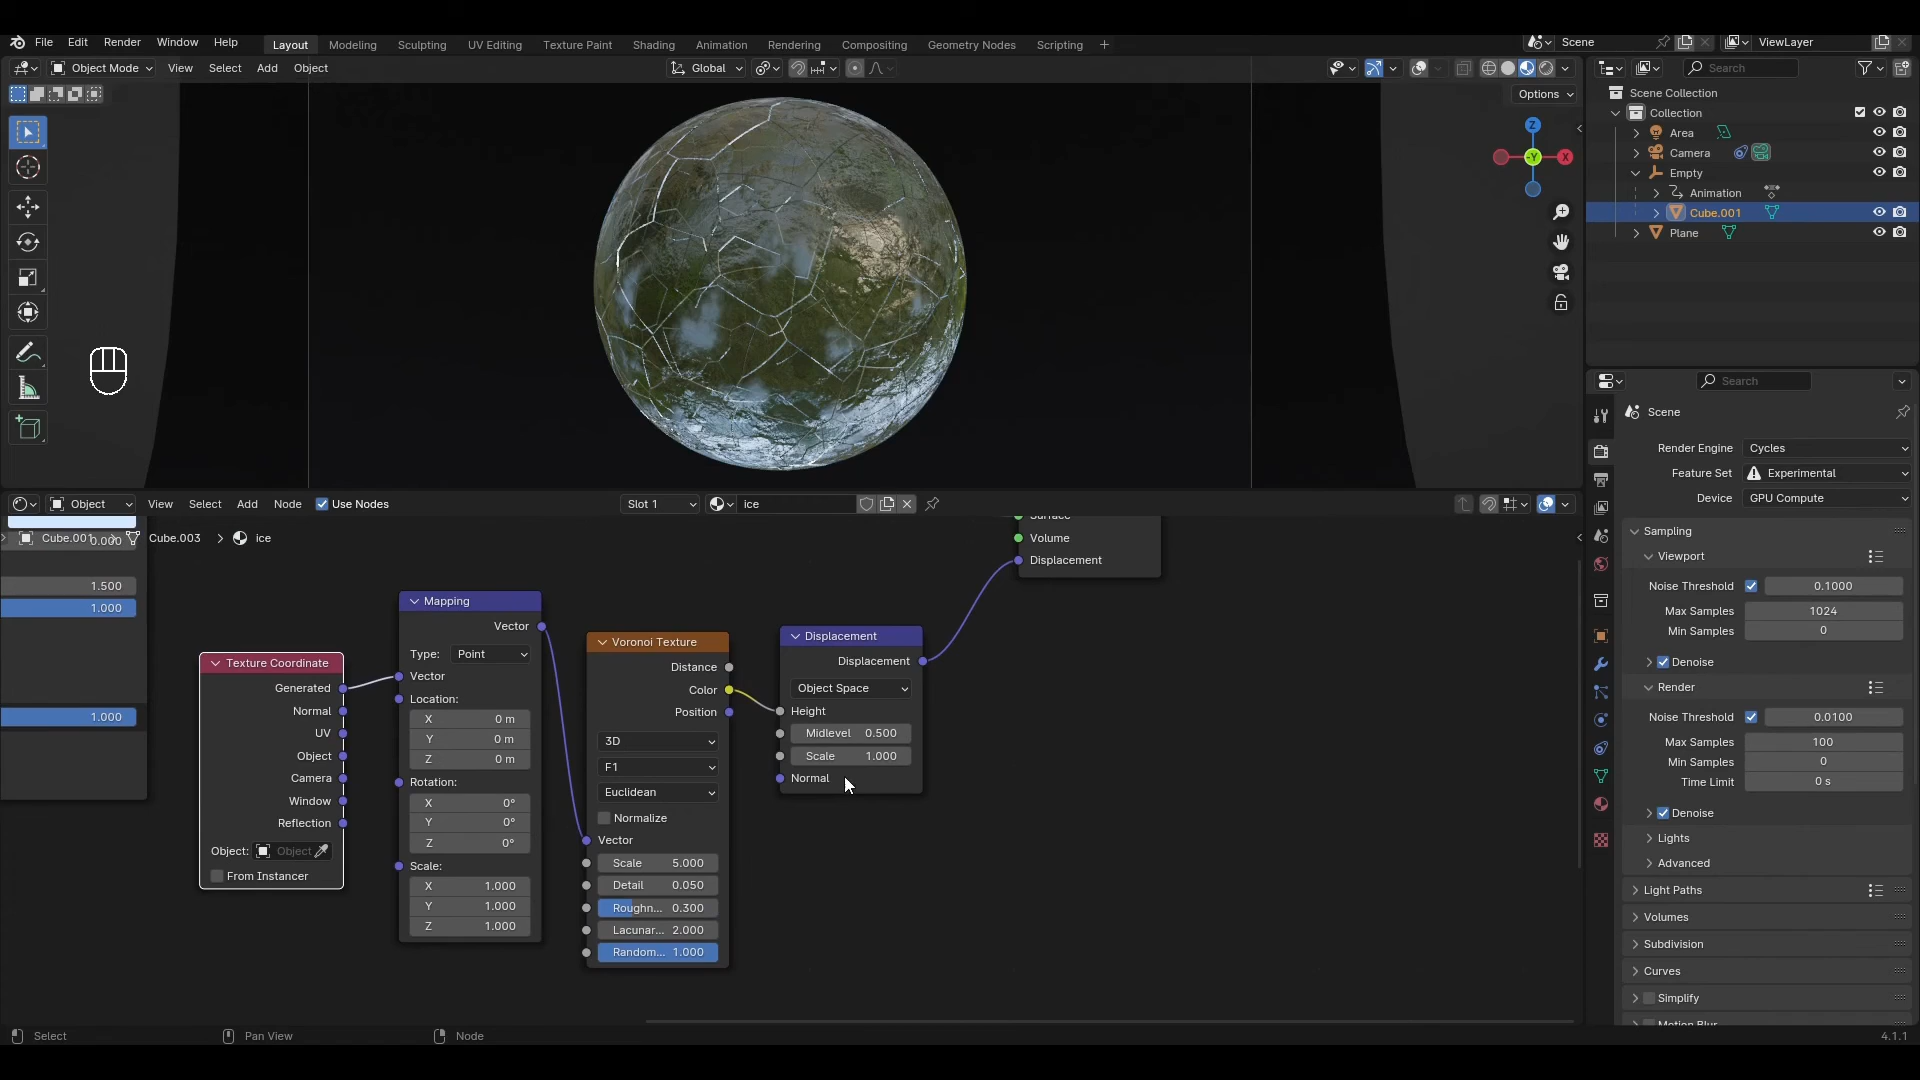 File Edit Render Window Help Layout Modeling Sculpting UV Editing Texture Paint Shading Animation Rendering Compositing Geometry Nodes Scripting + Scene ViewLayer
Object Mode View Select Add Object Global Search
Options
Z
-Y X
Scene Collection
Collection
Area
Camera
Empty
Animation
Cube.001
Plane
Search
Scene
Render Engine Cycles
Feature Set Experimental
Device GPU Compute
Sampling
Viewport
Noise Threshold 0.1000
Max Samples 1024
Min Samples 0
Denoise
Render
Noise Threshold 0.0100
Max Samples 100
Min Samples 0
Time Limit 0 s
Denoise
Lights
Advanced
Light Paths
Volumes
Subdivision
Curves
Simplify
Motion Blur
Object View Select Add Node Use Nodes Slot 1 ice
Cube.001 Cube.003 ice
0.000
1.500
1.000
1.000
Texture Coordinate
Generated
Normal
UV
Object
Camera
Window
Reflection
Object: Object
From Instancer
Mapping
Vector
Type: Point
Vector
Location:
X 0 m
Y 0 m
Z 0 m
Rotation:
X 0°
Y 0°
Z 0°
Scale:
X 1.000
Y 1.000
Z 1.000
Voronoi Texture
Distance
Color
Position
3D
F1
Euclidean
Normalize
Vector
Scale 5.000
Detail 0.050
Roughn... 0.300
Lacunar... 2.000
Random... 1.000
Displacement
Displacement
Object Space
Height
Midlevel 0.500
Scale 1.000
Normal
Surface
Volume
Displacement
Select Pan View Node 4.1.1